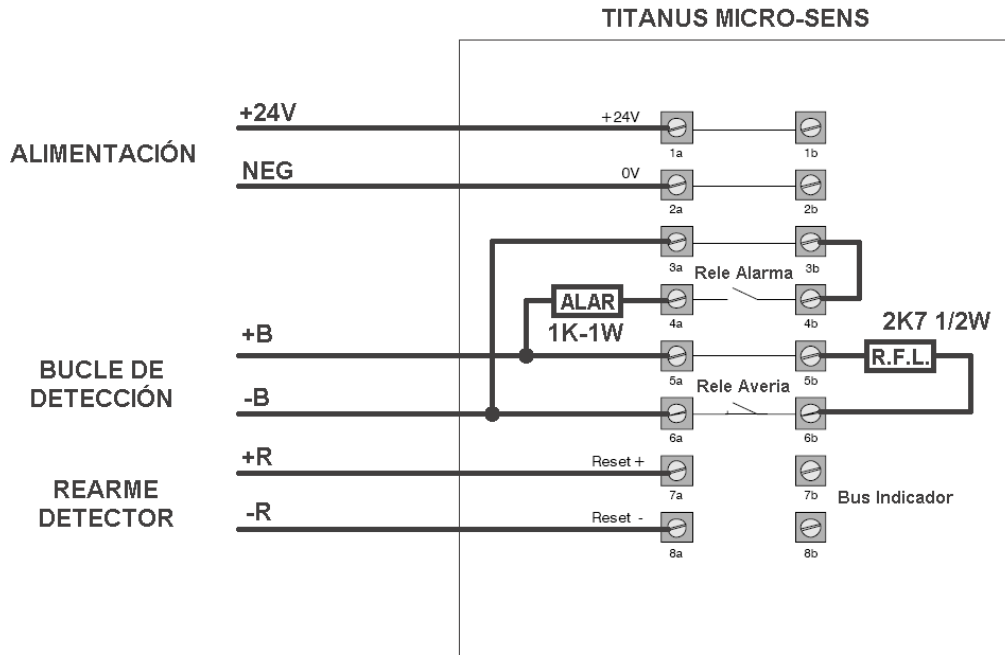 TITANUS MICRO-SENS
+24V
+24V
1a
1b
ALIMENTACIÓN
NEG
0V
2a
2b
3a
3b
Rele Alarma
ALAR
4a
4b
1K-1W
2K7 1/2W
+B
R.F.L.
5a
5b
BUCLE DE
DETECCIÓN
Rele Averia
-B
6a
6b
+R
Reset +
7a
7b
Bus Indicador
REARME
DETECTOR
-R
Reset -
8a
8b